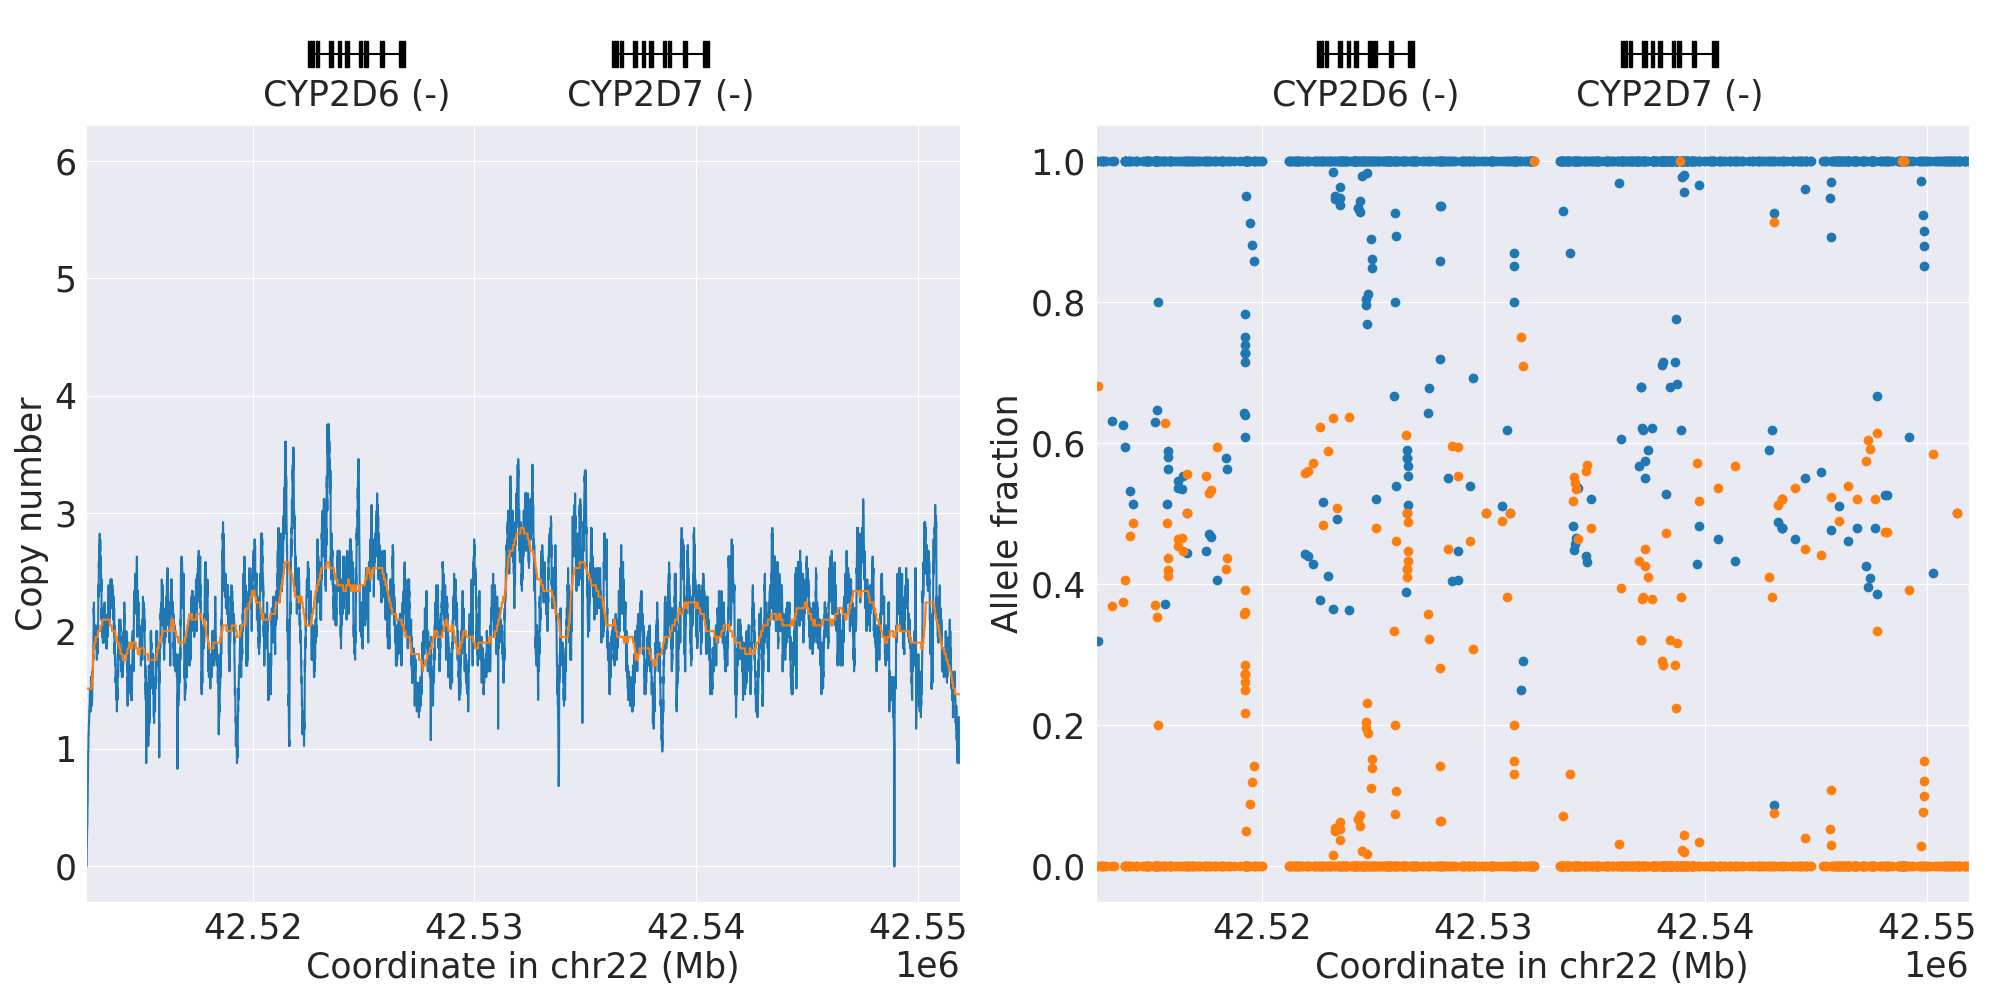 CYP2D6 (-)
CYP2D7 (-)
6
5
4
3
2
1
0
Copy number
42.52
42.53
42.54
42.55
Coordinate in chr22 (Mb)
1e6
CYP2D6 (-)
CYP2D7 (-)
1.0
0.8
0.6
0.4
0.2
0.0
Allele fraction
42.52
42.53
42.54
42.55
Coordinate in chr22 (Mb)
1e6